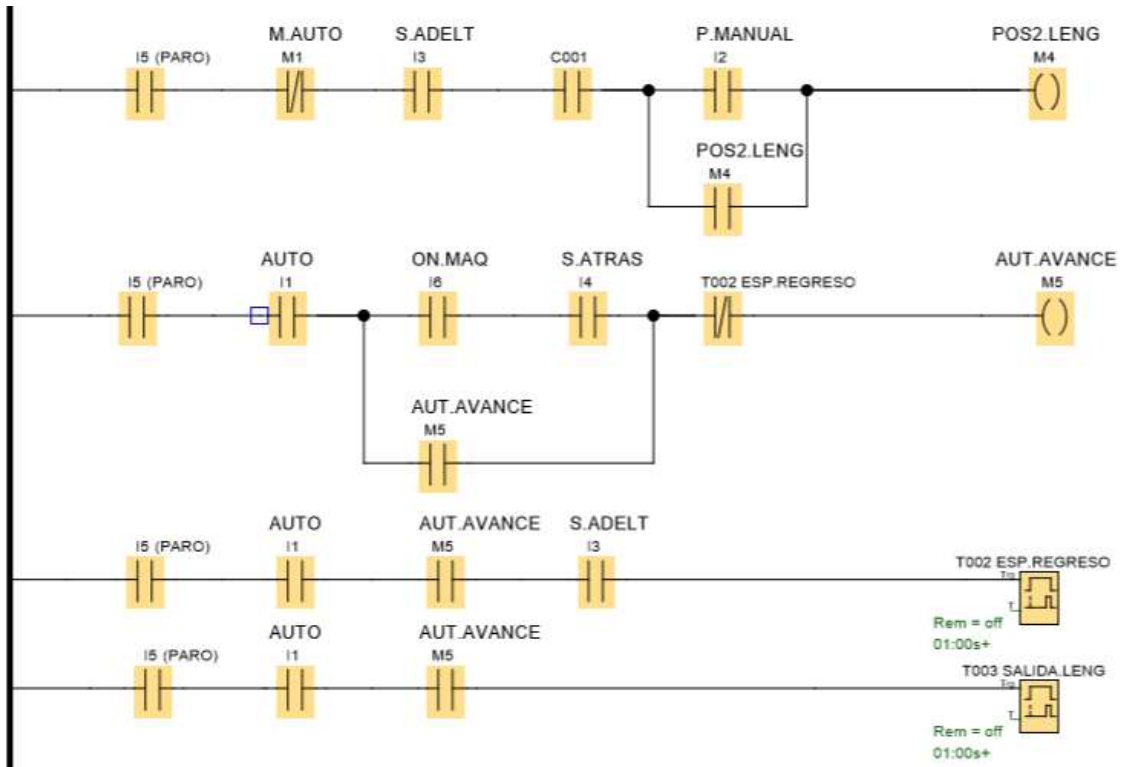 M.AUTO S.ADELT P.MANUAL POS2.LENG
I5 (PARO) M1 I3 C001 I2 M4
POS2.LENG
M4
AUTO ON.MAQ S.ATRAS AUT.AVANCE
I5 (PARO) I1 I6 I4 T002 ESP.REGRESO M5
AUT.AVANCE
M5
AUTO AUT.AVANCE S.ADELT
I5 (PARO) I1 M5 I3
T002 ESP.REGRESO
Trg
T
Rem = off
01:00s+
AUTO AUT.AVANCE
I5 (PARO) I1 M5
T003 SALIDA.LENG
Trg
T
Rem = off
01:00s+